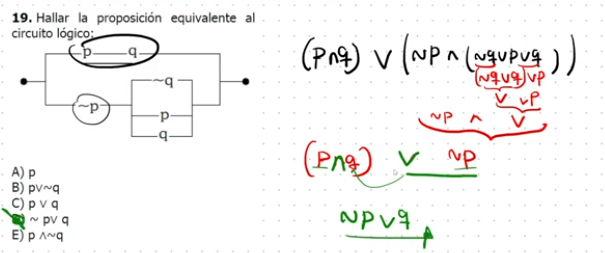 19. Hallar la proposición equivalente al
circuito lógico:
p q
~q
~p
p
q
A) p
B) p∨~q
C) p ∨ q
~ p∨ q
E) p ∧~q
(p∧q) ∨ (~p ∧ (~q∨p∨q))
(~q∨q)∨p
V ∨p
~p ∧ V
(p∧q) ∨ ~p
~p∨q